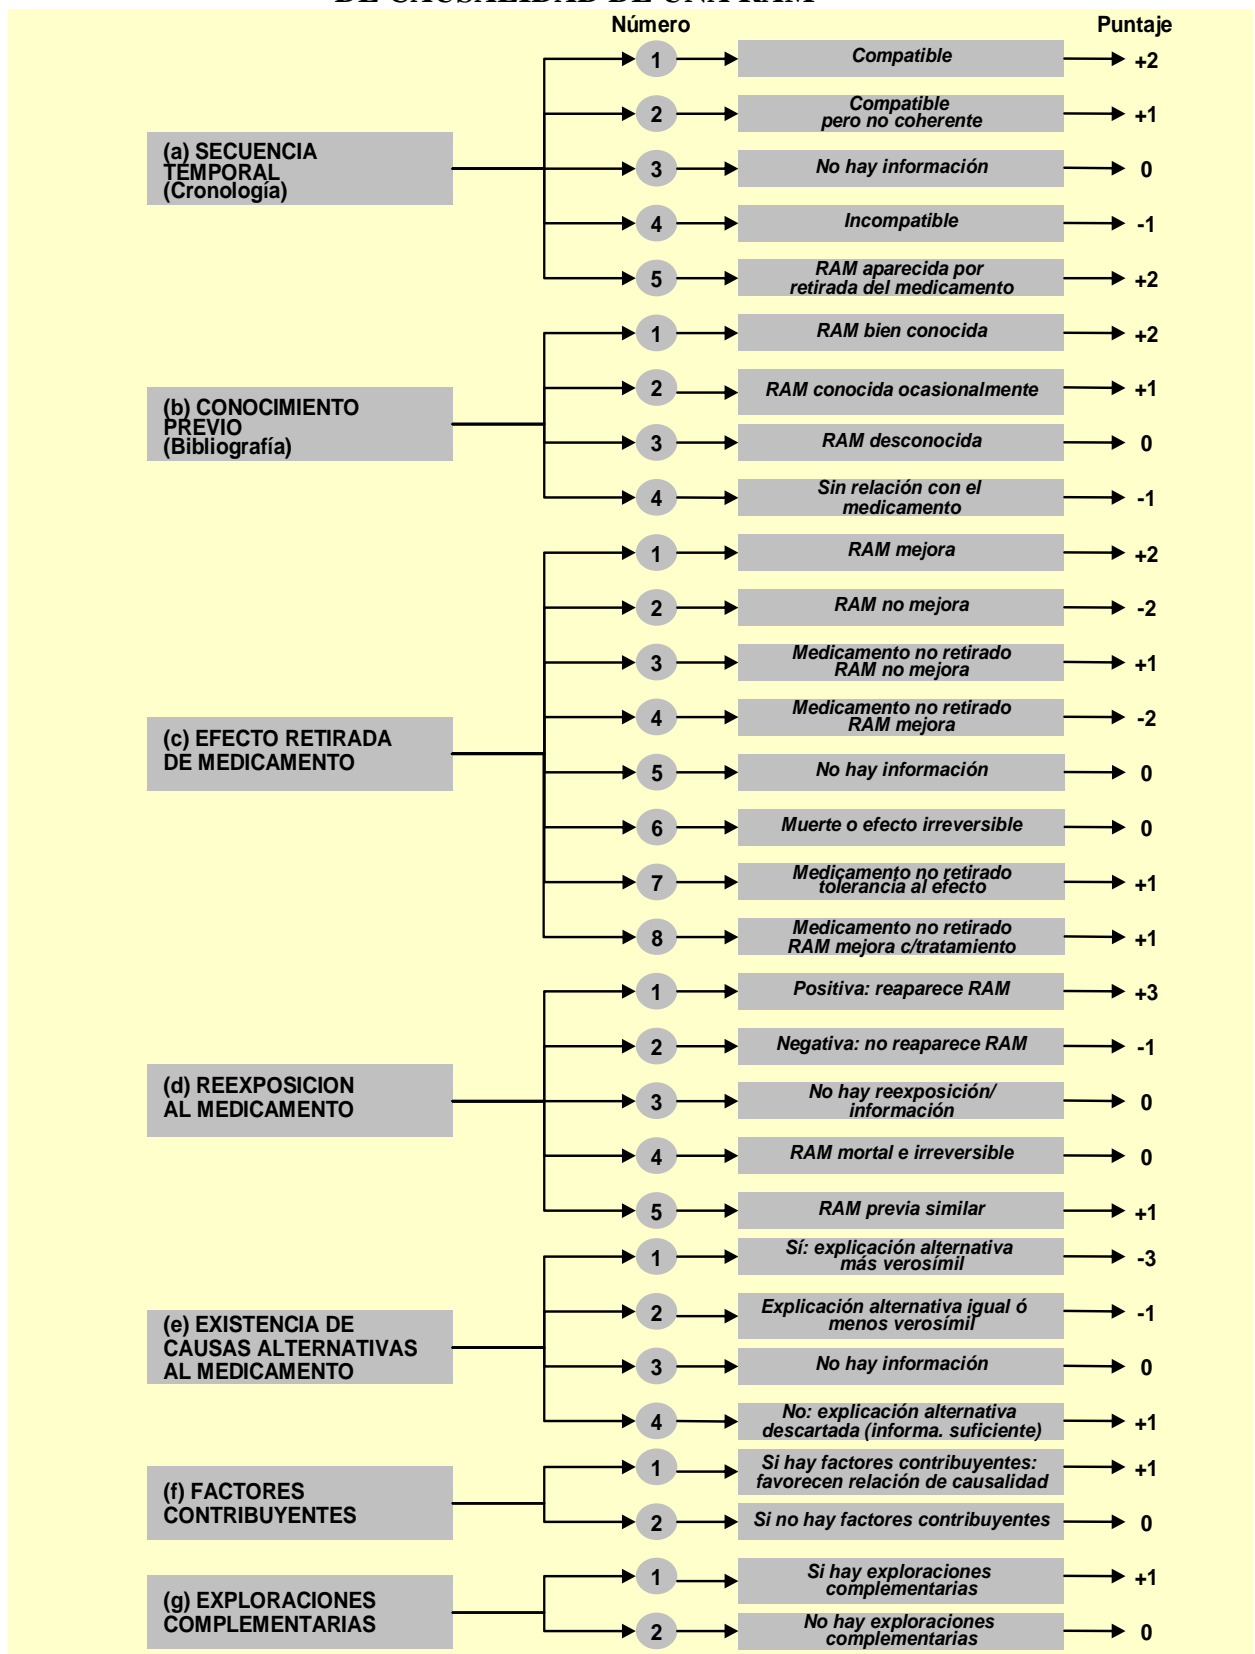 DE CAUSALIDAD DE UNA RAM
Número Puntaje
(a) SECUENCIA
TEMPORAL
(Cronología)
1 Compatible +2
2 Compatible
pero no coherente +1
3 No hay información 0
4 Incompatible -1
5 RAM aparecida por
retirada del medicamento +2
(b) CONOCIMIENTO
PREVIO
(Bibliografía)
1 RAM bien conocida +2
2 RAM conocida ocasionalmente +1
3 RAM desconocida 0
4 Sin relación con el
medicamento -1
(c) EFECTO RETIRADA
DE MEDICAMENTO
1 RAM mejora +2
2 RAM no mejora -2
3 Medicamento no retirado
RAM no mejora +1
4 Medicamento no retirado
RAM mejora -2
5 No hay información 0
6 Muerte o efecto irreversible 0
7 Medicamento no retirado
tolerancia al efecto +1
8 Medicamento no retirado
RAM mejora c/tratamiento +1
(d) REEXPOSICION
AL MEDICAMENTO
1 Positiva: reaparece RAM +3
2 Negativa: no reaparece RAM -1
3 No hay reexposición/
información 0
4 RAM mortal e irreversible 0
5 RAM previa similar +1
(e) EXISTENCIA DE
CAUSAS ALTERNATIVAS
AL MEDICAMENTO
1 Sí: explicación alternativa
más verosímil -3
2 Explicación alternativa igual ó
menos verosímil -1
3 No hay información 0
4 No: explicación alternativa
descartada (informa. suficiente) +1
(f) FACTORES
CONTRIBUYENTES
1 Si hay factores contribuyentes:
favorecen relación de causalidad +1
2 Si no hay factores contribuyentes 0
(g) EXPLORACIONES
COMPLEMENTARIAS
1 Si hay exploraciones
complementarias +1
2 No hay exploraciones
complementarias 0